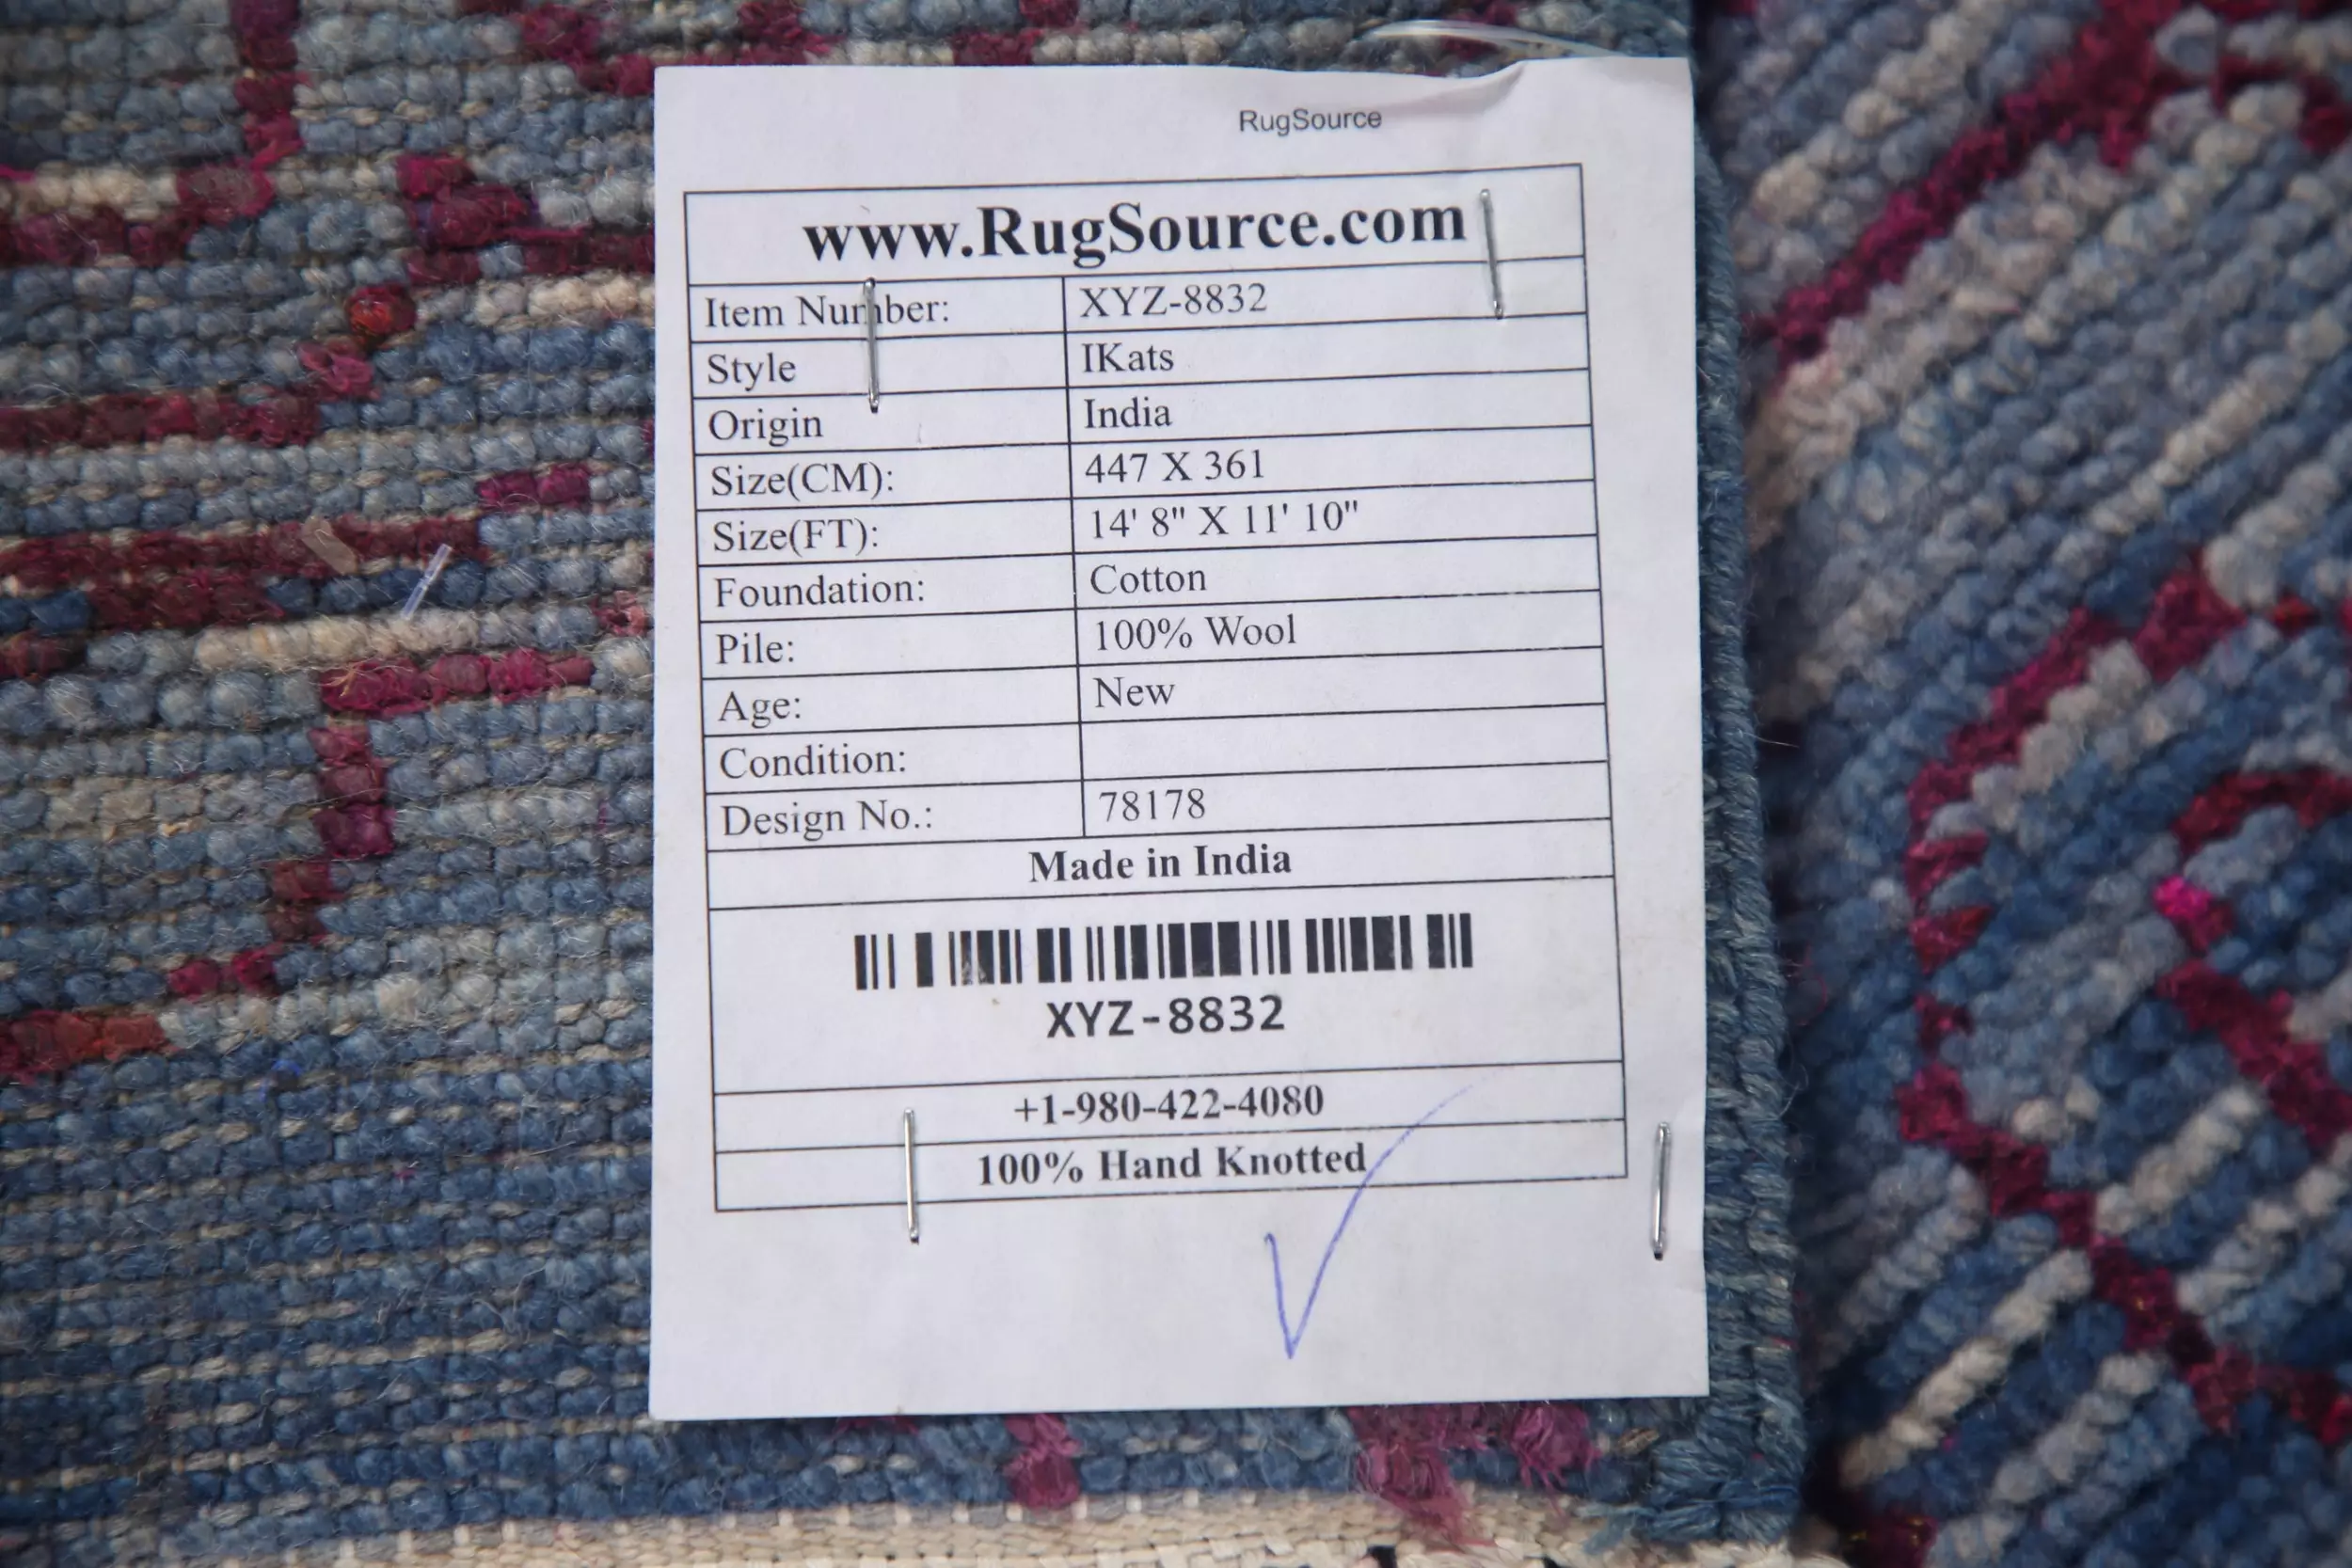 RugSource
www.RugSource.com
Item Number: XYZ-8832
Style IKats
Origin India
Size(CM): 447 X 361
Size(FT): 14' 8" X 11' 10"
Foundation: Cotton
Pile: 100% Wool
Age: New
Condition:
Design No.: 78178
Made in India
XYZ-8832
+1-980-422-4080
100% Hand Knotted